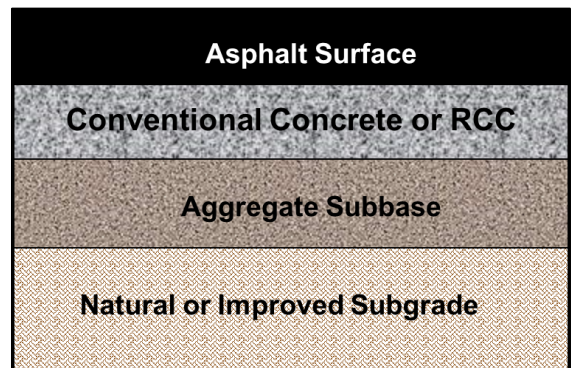 Asphalt Surface
Conventional Concrete or RCC
Aggregate Subbase
Natural or Improved Subgrade